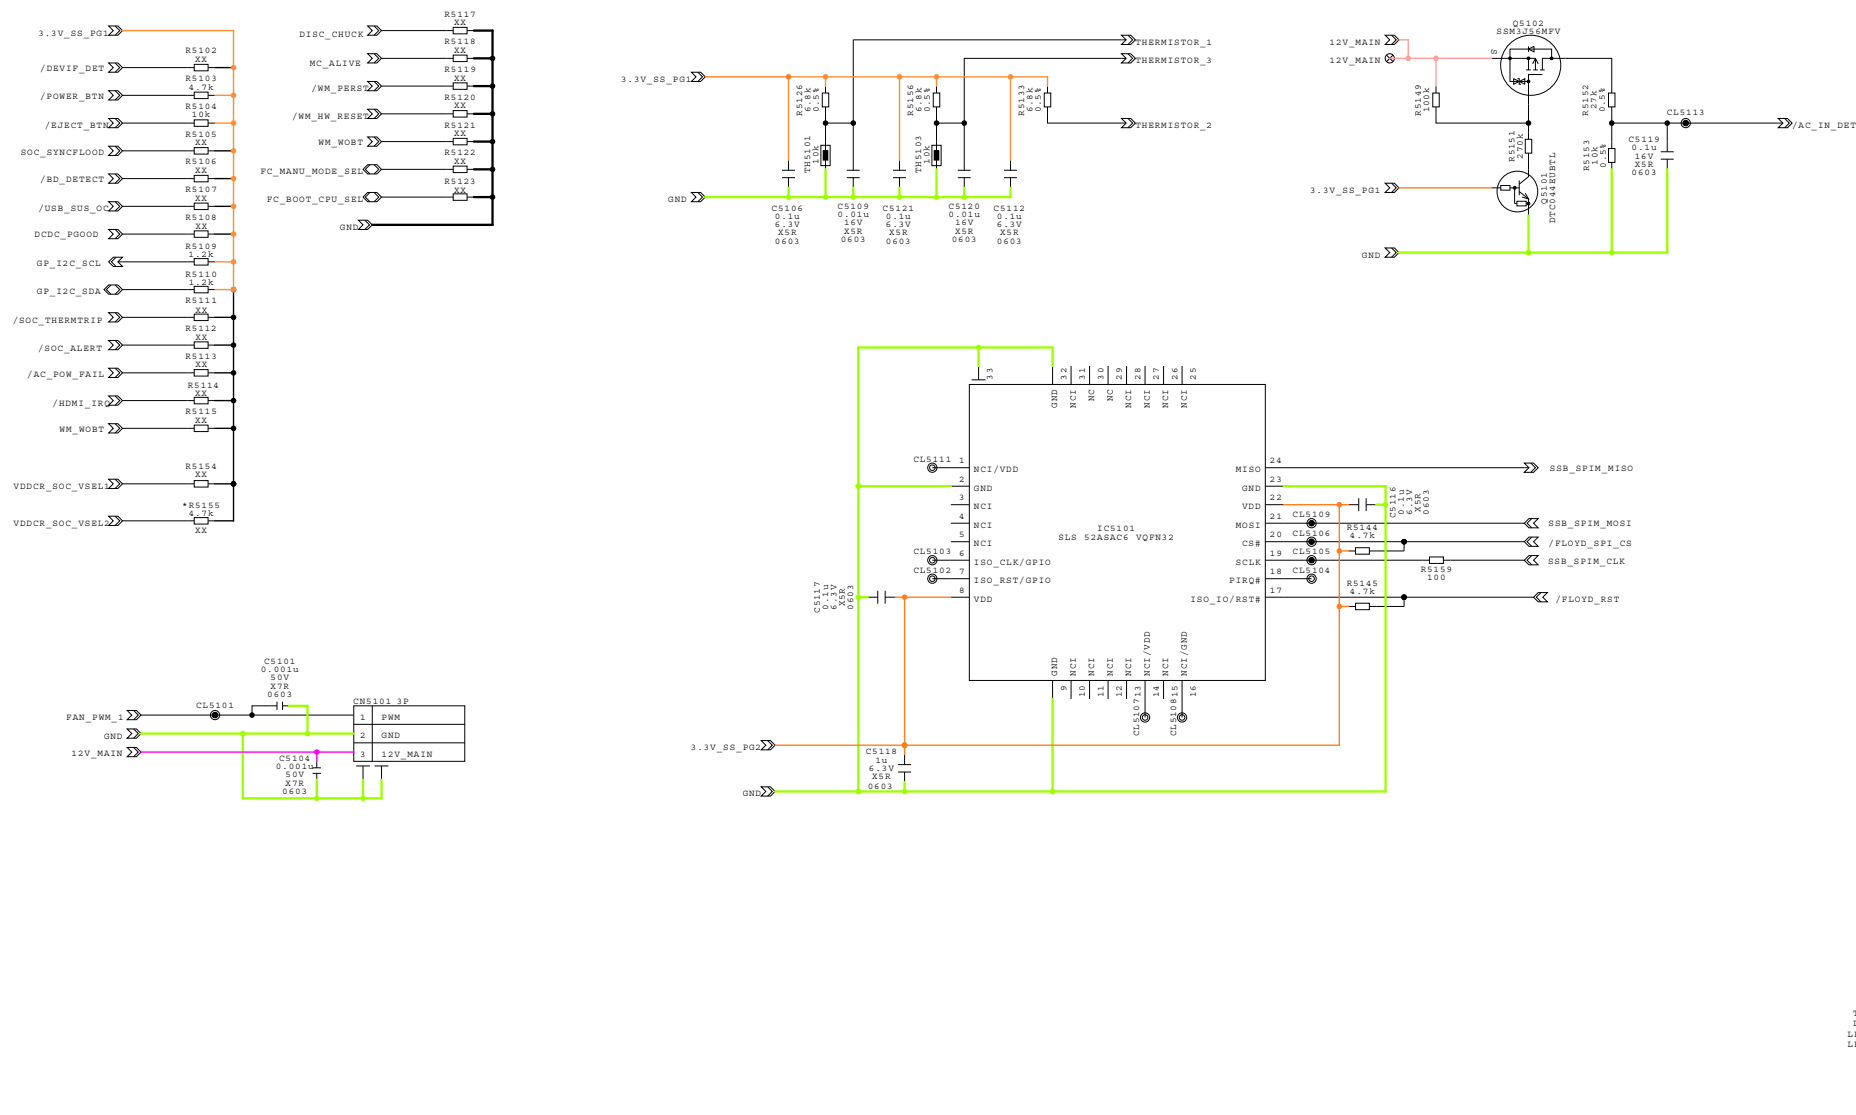 3.3V_SS_PG1
R5102
XX
/DEVIF_DET
R5103
4.7k
/POWER_BTN
R5104
10k
/EJECT_BTN
R5105
XX
SOC_SYNCFLOOD
R5106
XX
/BD_DETECT
R5107
XX
/USB_SUS_OC
R5108
XX
DCDC_PGOOD
R5109
1.2k
GP_I2C_SCL
R5110
1.2k
GP_I2C_SDA
R5111
XX
/SOC_THERMTRIP
R5112
XX
/SOC_ALERT
R5113
XX
/AC_POW_FAIL
R5114
XX
/HDMI_IRQ
R5115
XX
WM_WOBT
R5154
XX
VDDCR_SOC_VSEL1
*R5155
4.7k
VDDCR_SOC_VSEL2
XX
R5117
XX
DISC_CHUCK
R5118
XX
MC_ALIVE
R5119
XX
/WM_PERST
R5120
XX
/WM_HW_RESET
R5121
XX
WM_WOBT
R5122
XX
FC_MANU_MODE_SEL
R5123
XX
FC_BOOT_CPU_SEL
GND
THERMISTOR_1
THERMISTOR_3
3.3V_SS_PG1
R5126
6.8k
0.5%
R5156
6.8k
0.5%
R5133
6.8k
0.5%
THERMISTOR_2
TH5101
10k
TH5103
10k
GND
C5106
0.1u
6.3V
X5R
0603
C5109
0.01u
16V
X5R
0603
C5121
0.1u
6.3V
X5R
0603
C5120
0.01u
16V
X5R
0603
C5112
0.1u
6.3V
X5R
0603
Q5102
SSM3J56MFV
12V_MAIN
12V_MAIN
S
R5149
100k
R5152
27k
0.5%
CL5113
/AC_IN_DET
R5151
270k
R5153
10k
0.5%
C5119
0.1u
16V
X5R
0603
3.3V_SS_PG1
Q5101
DTC044EUBTL
GND
33
32
31
30
29
28
27
26
25
GND
NCI
NC
NC
NCI
NCI
NCI
NCI
CL5111
1
NCI/VDD
2
GND
3
NCI
4
NCI
5
NCI
CL5103
6
ISO_CLK/GPIO
CL5102
7
ISO_RST/GPIO
8
VDD
IC5101
SLS 52ASAC6 VQFN32
MISO
24
SSB_SPIM_MISO
GND
23
VDD
22
C5116
0.1u
6.3V
X5R
0603
MOSI
21
CL5109
SSB_SPIM_MOSI
CS#
20
CL5106
R5144
4.7k
/FLOYD_SPI_CS
SCLK
19
CL5105
R5159
100
SSB_SPIM_CLK
PIRQ#
18
CL5104
ISO_IO/RST#
17
R5145
4.7k
/FLOYD_RST
C5117
0.1u
6.3V
X5R
0603
GND
NCI
NCI
NCI
NCI
NCI/VDD
NCI
NCI/GND
9
10
11
12
13
14
15
16
CL5107
CL5108
3.3V_SS_PG2
C5118
1u
6.3V
X5R
0603
GND
C5101
0.001u
50V
X7R
0603
CL5101
CN5101 3P
FAN_PWM_1
1
PWM
GND
2
GND
12V_MAIN
3
12V_MAIN
C5104
0.001u
50V
X7R
0603